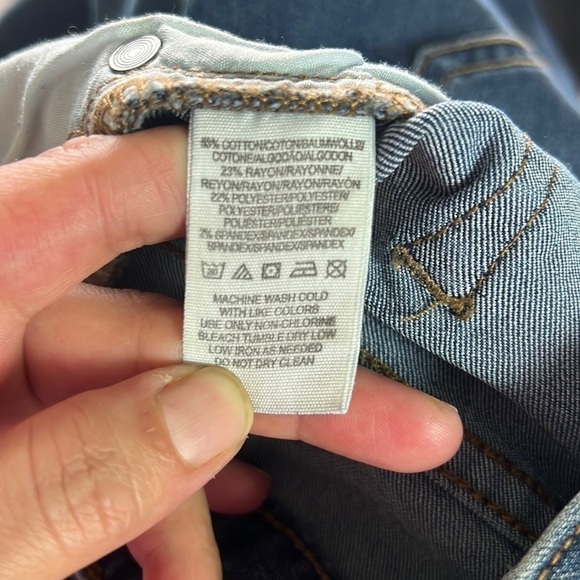 COTTON/COTON/BAUMWOLLE/
COTONE/ALGODÃO/ALGODON
23% RAYON/RAYONNE/
REYON/RAYON/RAYON/RAYÓN
22% POLYESTER/POLYESTER/
POLYESTER/POLIESTERE/
POLIÉSTER/POLIÉSTER
2% SPANDEX/SPANDEX/SPANDEX/
SPANDEX/SPANDEX/SPANDEX
MACHINE WASH COLD
WITH LIKE COLORS
USE ONLY NON-CHLORINE
BLEACH TUMBLE DRY LOW
LOW IRON AS NEEDED
DO NOT DRY CLEAN